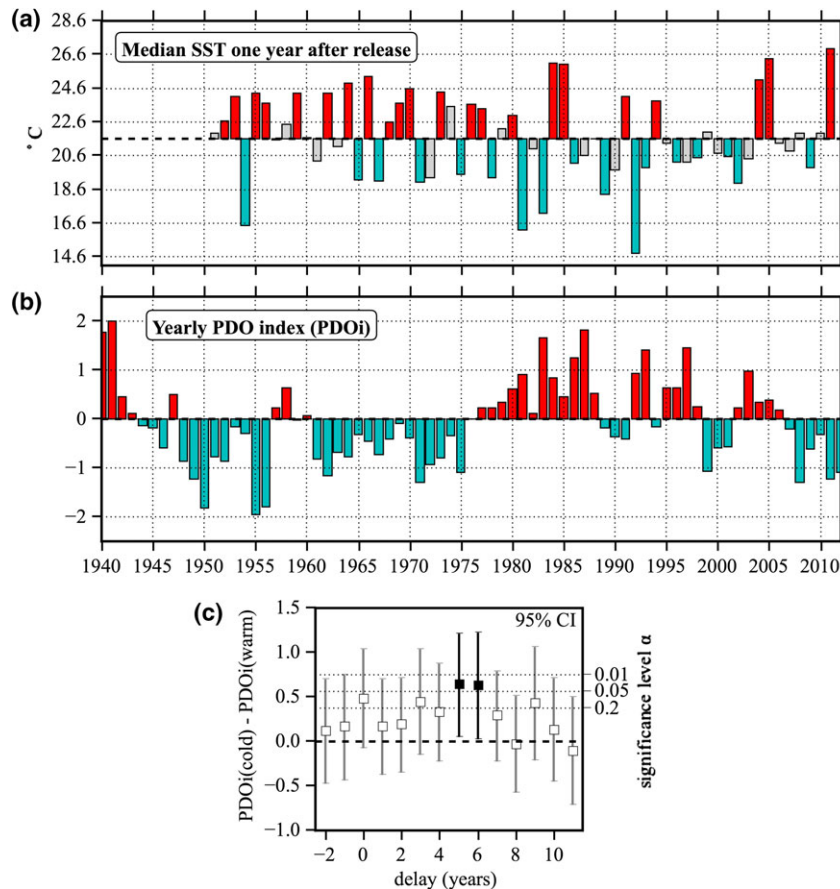 (a)
Median SST one year after release
28.6
26.6
24.6
22.6
20.6
18.6
16.6
14.6
°C
(b)
Yearly PDO index (PDOi)
2
1
0
−1
−2
1940 1945 1950 1955 1960 1965 1970 1975 1980 1985 1990 1995 2000 2005 2010
(c)
95% CI
1.5
1.0
0.5
0.0
−0.5
−1.0
PDOi(cold) - PDOi(warm)
0.01
0.05
0.2
significance level α
−2 0 2 4 6 8 10
delay (years)